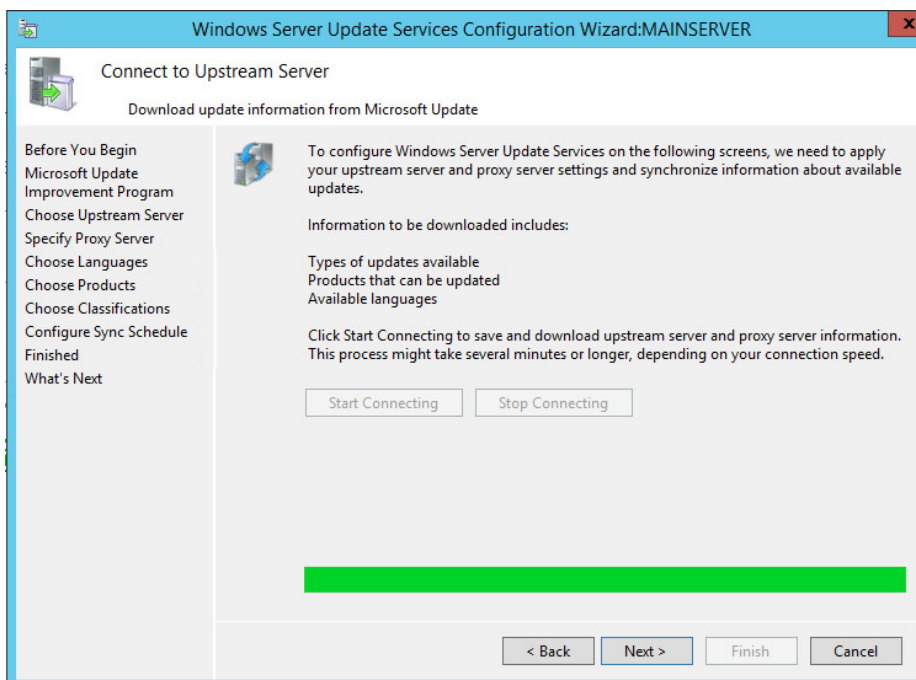 Windows Server Update Services Configuration Wizard:MAINSERVER
x
Connect to Upstream Server
Download update information from Microsoft Update
Before You Begin
Microsoft Update
Improvement Program
Choose Upstream Server
Specify Proxy Server
Choose Languages
Choose Products
Choose Classifications
Configure Sync Schedule
Finished
What's Next
To configure Windows Server Update Services on the following screens, we need to apply
your upstream server and proxy server settings and synchronize information about available
updates.
Information to be downloaded includes:
Types of updates available
Products that can be updated
Available languages
Click Start Connecting to save and download upstream server and proxy server information.
This process might take several minutes or longer, depending on your connection speed.
Start Connecting
Stop Connecting
< Back
Next >
Finish
Cancel